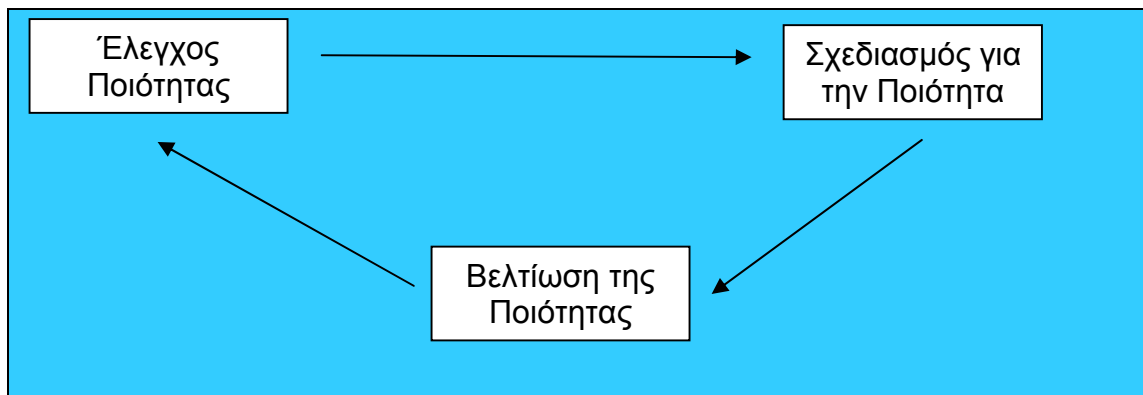 Έλεγχος
Ποιότητας
Σχεδιασμός για
την Ποιότητα
Βελτίωση της
Ποιότητας